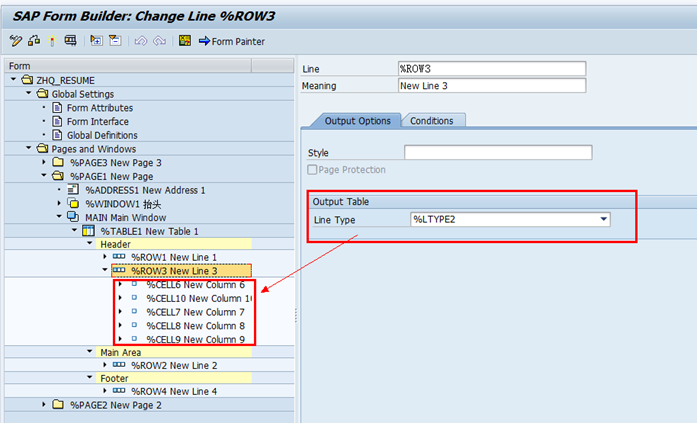 SAP Form Builder: Change Line %ROW3
Form Painter
Form
ZHQ_RESUME
Global Settings
Form Attributes
Form Interface
Global Definitions
Pages and Windows
%PAGE3 New Page 3
%PAGE1 New Page
%ADDRESS1 New Address 1
%WINDOW1 抬头
MAIN Main Window
%TABLE1 New Table 1
Header
%ROW1 New Line 1
%ROW3 New Line 3
%CELL6 New Column 6
%CELL10 New Column 10
%CELL7 New Column 7
%CELL8 New Column 8
%CELL9 New Column 9
Main Area
%ROW2 New Line 2
Footer
%ROW4 New Line 4
%PAGE2 New Page 2
Line %ROW3
Meaning New Line 3
Output Options Conditions
Style
Page Protection
Output Table
Line Type %LTYPE2